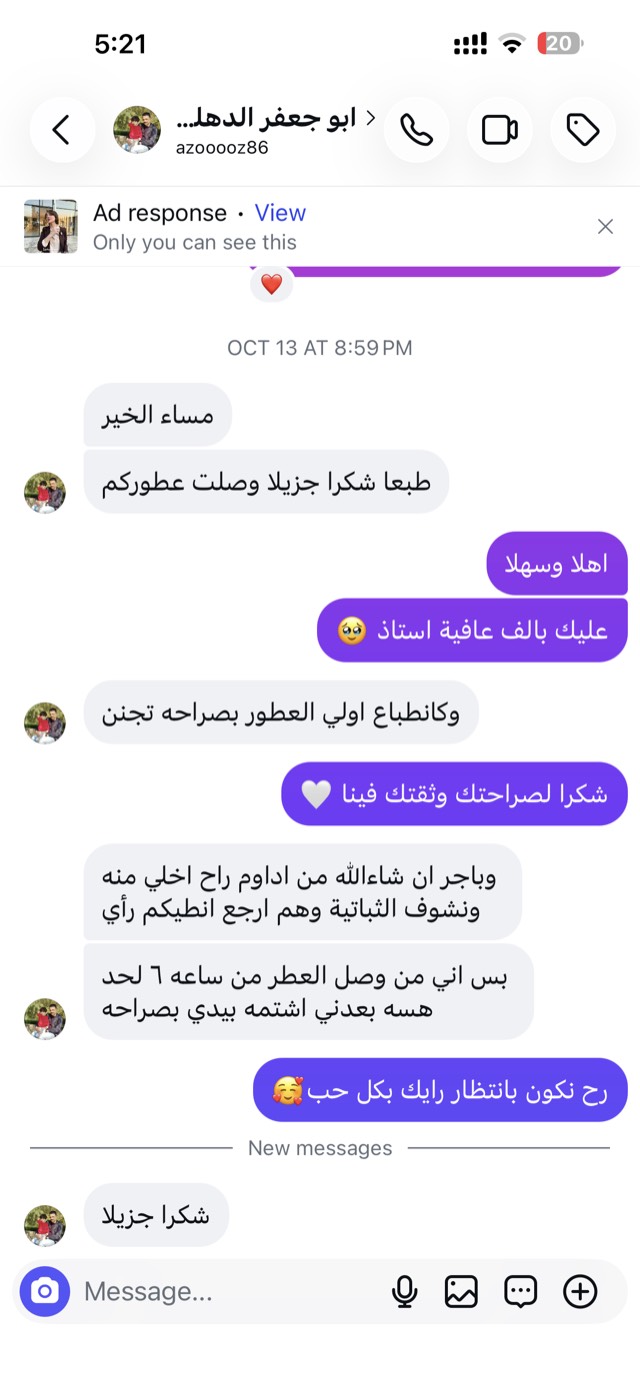 5:21
20
ابو جعفر الدهلـ...
azooooz86
Ad response · View
Only you can see this
❤️
OCT 13 AT 8:59 PM
مساء الخير
طبعا شكرا جزيلا وصلت عطوركم
اهلا وسهلا
عليك بالف عافية استاذ 🥹
وكانطباع اولي العطور بصراحه تجنن
شكرا لصراحتك وثقتك فينا 🤍
وباجر ان شاءالله من اداوم راح اخلي منه
ونشوف الثباتية وهم ارجع انطيكم رأي
بس اني من وصل العطر من ساعه ٦ لحد
هسه بعدني اشتمه بيدي بصراحه
رح نكون بانتظار رايك بكل حب🥰
New messages
شكرا جزيلا
Message...